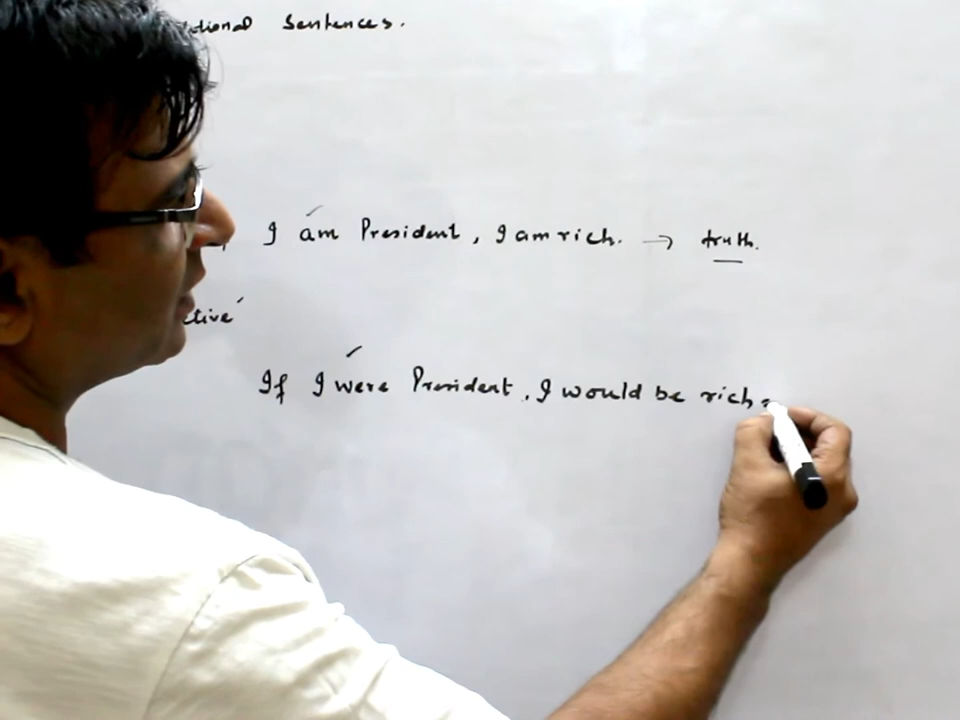 Sentences.
I am President, I am rich. → truth.
If I were President, I would be rich